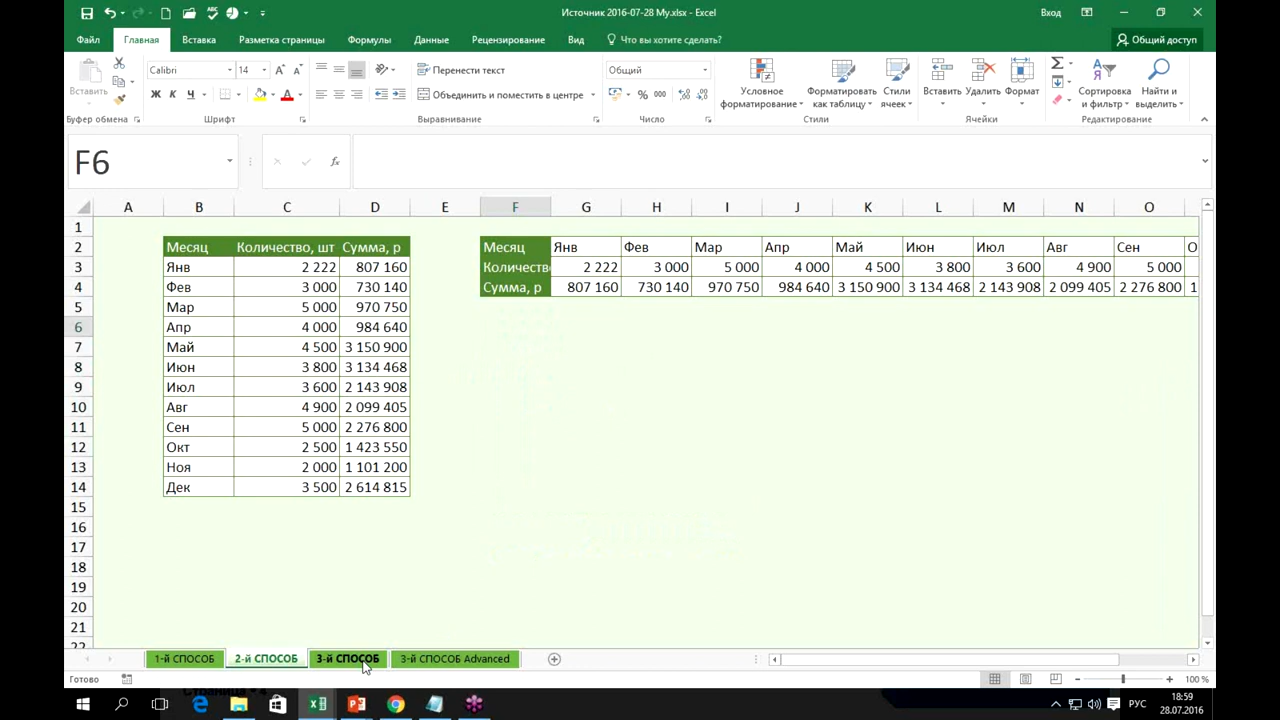 Источник 2016-07-28 My.xlsx - Excel
Вход
Файл Главная Вставка Разметка страницы Формулы Данные Рецензирование Вид Что вы хотите сделать? Общий доступ
Вставить
Calibri 14
Ж К Ч
Перенести текст
Объединить и поместить в центре
Общий
% 000
Условное форматирование
Форматировать как таблицу
Стили ячеек
Вставить Удалить Формат
Сортировка и фильтр
Найти и выделить
Буфер обмена Шрифт Выравнивание Число Стили Ячейки Редактирование
F6 fx
A B C D E F G H I J K L M N O
1
2 Месяц Количество, шт Сумма, р Месяц Янв Фев Мар Апр Май Июн Июл Авг Сен О
3 Янв 2 222 807 160 Количеств 2 222 3 000 5 000 4 000 4 500 3 800 3 600 4 900 5 000
4 Фев 3 000 730 140 Сумма, р 807 160 730 140 970 750 984 640 3 150 900 3 134 468 2 143 908 2 099 405 2 276 800 1
5 Мар 5 000 970 750
6 Апр 4 000 984 640
7 Май 4 500 3 150 900
8 Июн 3 800 3 134 468
9 Июл 3 600 2 143 908
10 Авг 4 900 2 099 405
11 Сен 5 000 2 276 800
12 Окт 2 500 1 423 550
13 Ноя 2 000 1 101 200
14 Дек 3 500 2 614 815
15
16
17
18
19
20
21
22
1-й СПОСОБ 2-й СПОСОБ 3-й СПОСОБ 3-й СПОСОБ Advanced
Готово 100 %
РУС
18:59
28.07.2016